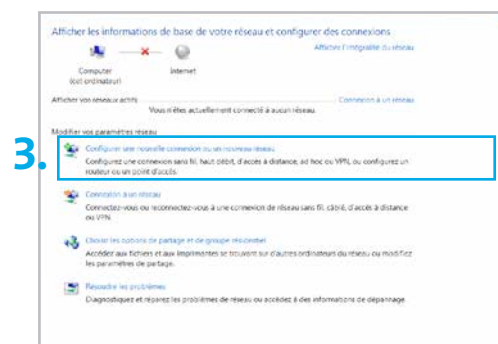 Afficher les informations de base de votre réseau et configurer des connexions
Afficher l'intégralité du réseau
Computer
(cet ordinateur)
Internet
Afficher vos réseaux actifs
Connexion à un réseau
Vous n'êtes actuellement connecté à aucun réseau.
Modifier vos paramètres réseau
3.
Configurer une nouvelle connexion ou un nouveau réseau
Configurez une connexion sans fil, haut débit, d'accès à distance, ad hoc ou VPN, ou configurez un
routeur ou un point d'accès.
Connexion à un réseau
Connectez-vous ou reconnectez-vous à une connexion de réseau sans fil, câblé, d'accès à distance
ou VPN.
Choisir les options de partage et de groupe résidentiel
Accédez aux fichiers et aux imprimantes se trouvant sur d'autres ordinateurs du réseau ou modifiez
les paramètres de partage.
Résoudre les problèmes
Diagnostiquez et réparez les problèmes de réseau ou accédez à des informations de dépannage